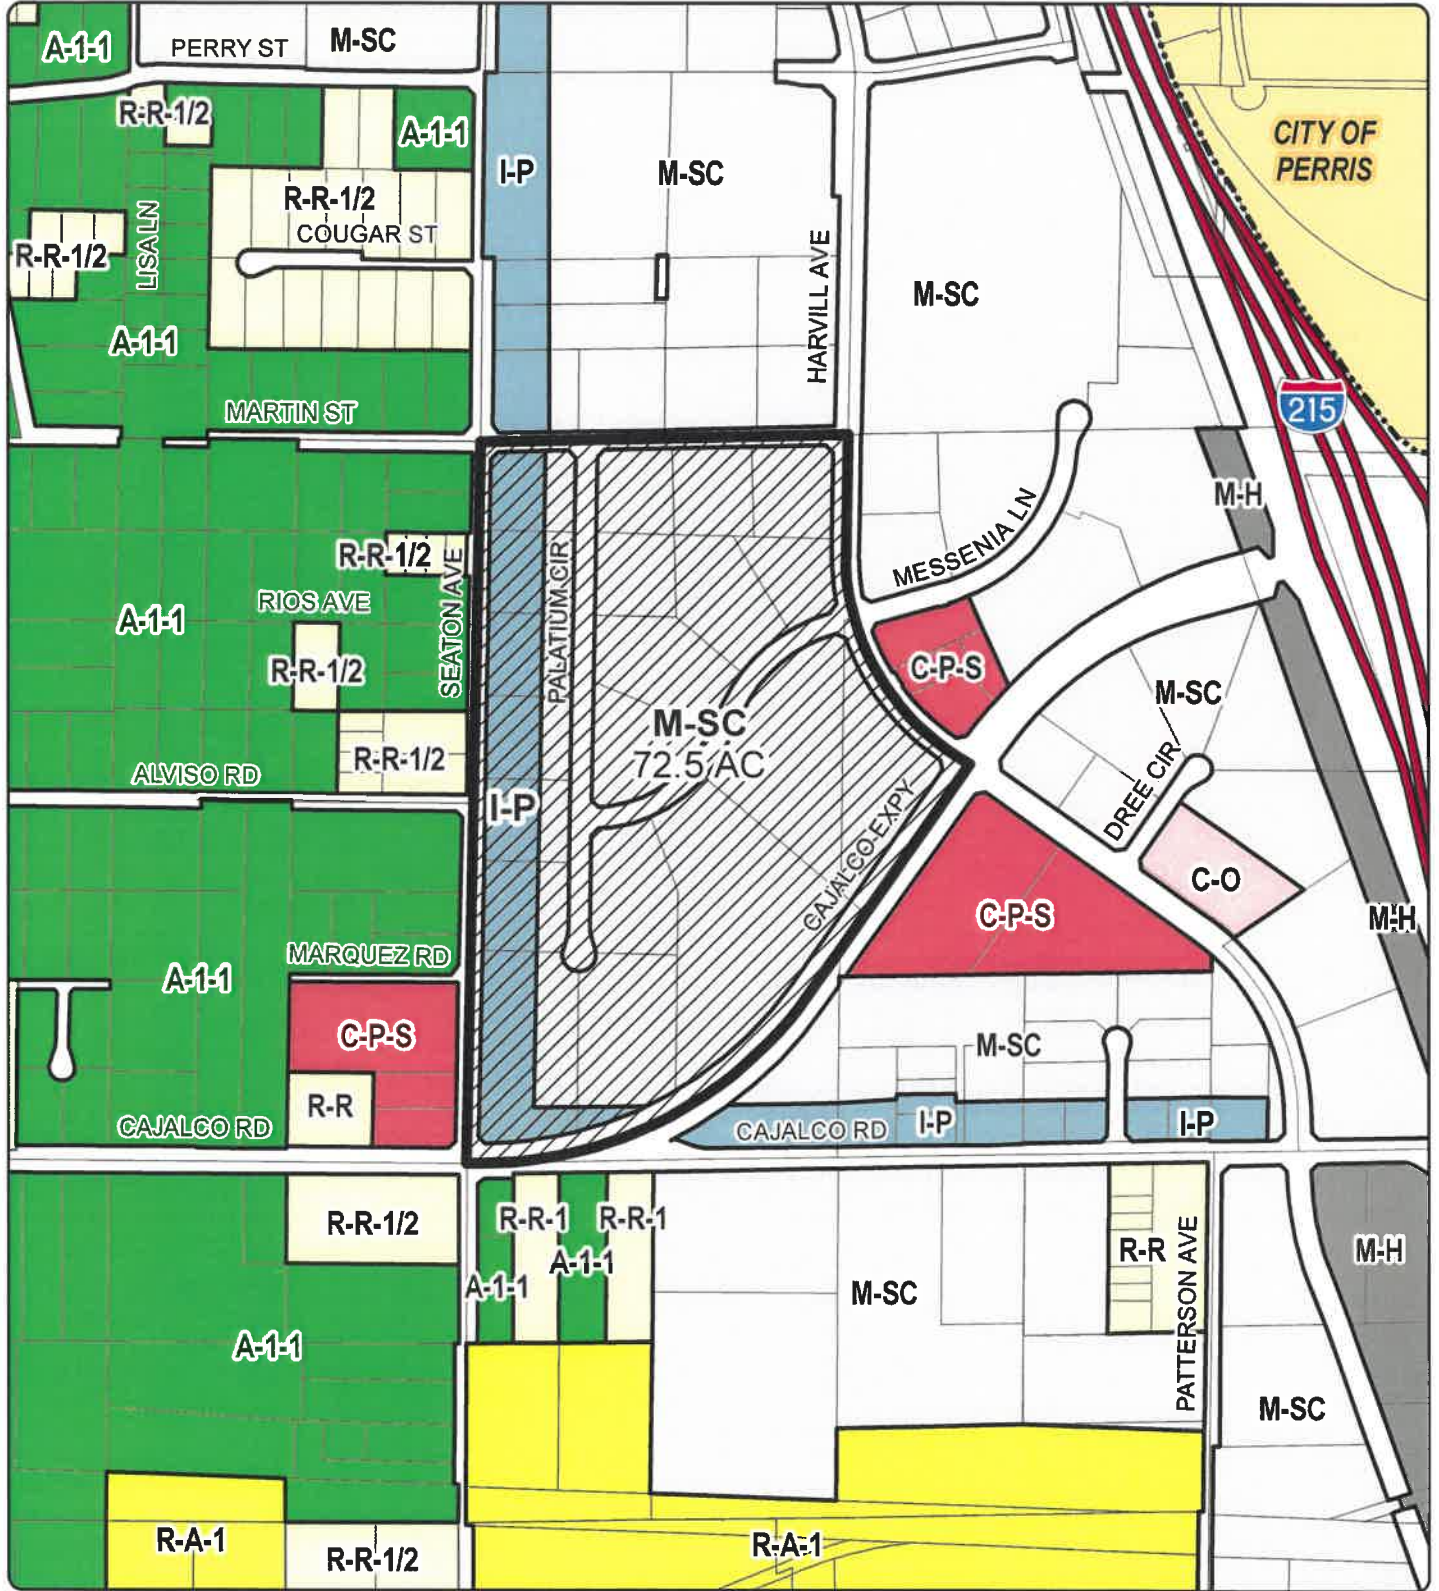 A-1-1
PERRY ST
M-SC
R-R-1/2
A-1-1
CITY OF
PERRIS
I-P
M-SC
R-R-1/2
COUGAR ST
LISA LN
R-R-1/2
HARVILL AVE
M-SC
A-1-1
215
MARTIN ST
M-H
R-R-1/2
SEATON AVE
PALATIUM CIR
MESSENIA LN
RIOS AVE
A-1-1
R-R-1/2
C-P-S
M-SC
M-SC
72.5 AC
R-R-1/2
ALVISO RD
I-P
DREE CIR
CAJALCO EXPY
C-O
C-P-S
M-H
MARQUEZ RD
A-1-1
C-P-S
M-SC
R-R
CAJALCO RD
CAJALCO RD
I-P
I-P
R-R-1/2
R-R-1
R-R-1
A-1-1
A-1-1
R-R
PATTERSON AVE
M-H
M-SC
A-1-1
M-SC
R-A-1
R-R-1/2
R-A-1